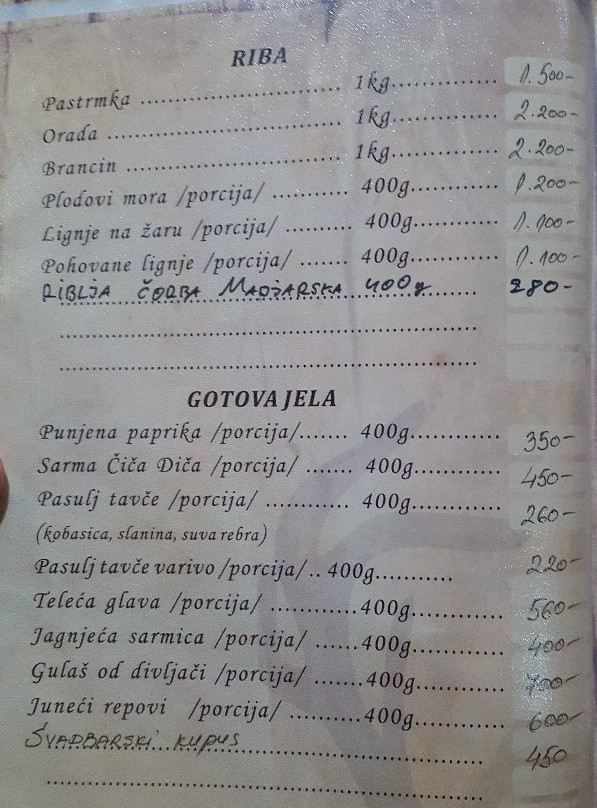 RIBA
Pastrmka ........................ 1kg............... 1.500-
Orada ............................ 1kg............... 2.200-
Brancin .......................... 1kg............... 2.200-
Plodovi mora /porcija/ ........... 400g............ 1.200-
Lignje na žaru /porcija/ ......... 400g............ 1.100-
Pohovane lignje /porcija/ ....... 400g............ 1.100-
RIBLJA ČORBA MADJARSKA 400g 280-
GOTOVA JELA
Punjena paprika /porcija/....... 400g............ 350-
Sarma Čiča Diča /porcija/ ....... 400g............ 450-
Pasulj tavče /porcija/ ............ 400g............ 260-
(kobasica, slanina, suva rebra)
Pasulj tavče varivo /porcija/.. 400g........... 220-
Teleća glava /porcija/ ............400g............ 560-
Jagnjeća sarmica /porcija/ .......400g............ 400-
Gulaš od divljači /porcija/ .......400g............ 700-
Juneći repovi /porcija/ ..........400g............ 600-
SVADBARSKI KUPUS 450